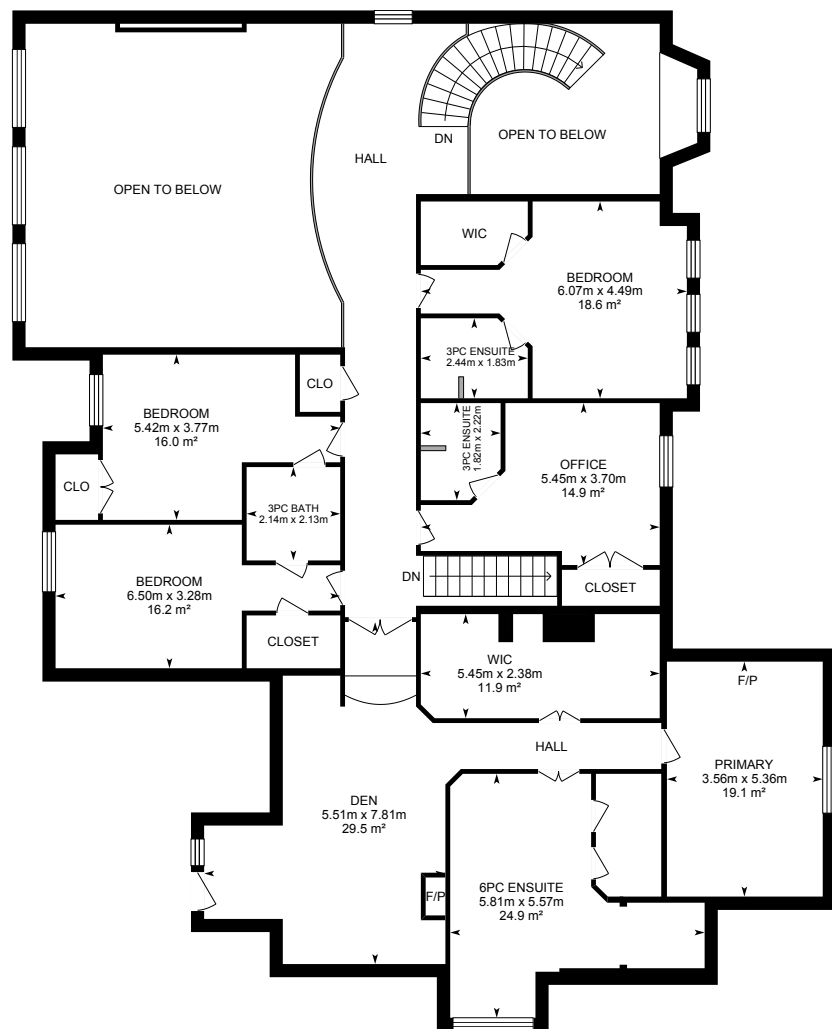 DN
OPEN TO BELOW
HALL
OPEN TO BELOW
WIC
BEDROOM
6.07m x 4.49m
18.6 m²
3PC ENSUITE
2.44m x 1.83m
CLO
BEDROOM
5.42m x 3.77m
16.0 m²
3PC ENSUITE
1.82m x 2.22m
OFFICE
5.45m x 3.70m
14.9 m²
CLO
3PC BATH
2.14m x 2.13m
BEDROOM
6.50m x 3.28m
16.2 m²
DN
CLOSET
CLOSET
WIC
5.45m x 2.38m
11.9 m²
F/P
HALL
PRIMARY
3.56m x 5.36m
19.1 m²
DEN
5.51m x 7.81m
29.5 m²
F/P
6PC ENSUITE
5.81m x 5.57m
24.9 m²